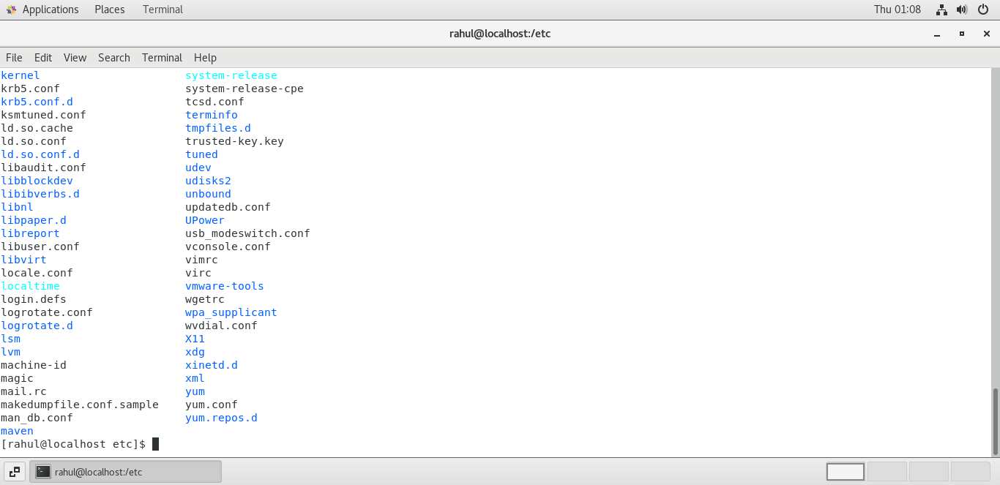 Applications Places Terminal Thu 01:08
rahul@localhost:/etc
File Edit View Search Terminal Help
kernel system-release
krb5.conf system-release-cpe
krb5.conf.d tcsd.conf
ksmtuned.conf terminfo
ld.so.cache tmpfiles.d
ld.so.conf trusted-key.key
ld.so.conf.d tuned
libaudit.conf udev
libblockdev udisks2
libibverbs.d unbound
libnl updatedb.conf
libpaper.d UPower
libreport usb_modeswitch.conf
libuser.conf vconsole.conf
libvirt vimrc
locale.conf virc
localtime vmware-tools
login.defs wgetrc
logrotate.conf wpa_supplicant
logrotate.d wvdial.conf
lsm X11
lvm xdg
machine-id xinetd.d
magic xml
mail.rc yum
makedumpfile.conf.sample yum.conf
man_db.conf yum.repos.d
maven
[rahul@localhost etc]$
rahul@localhost:/etc